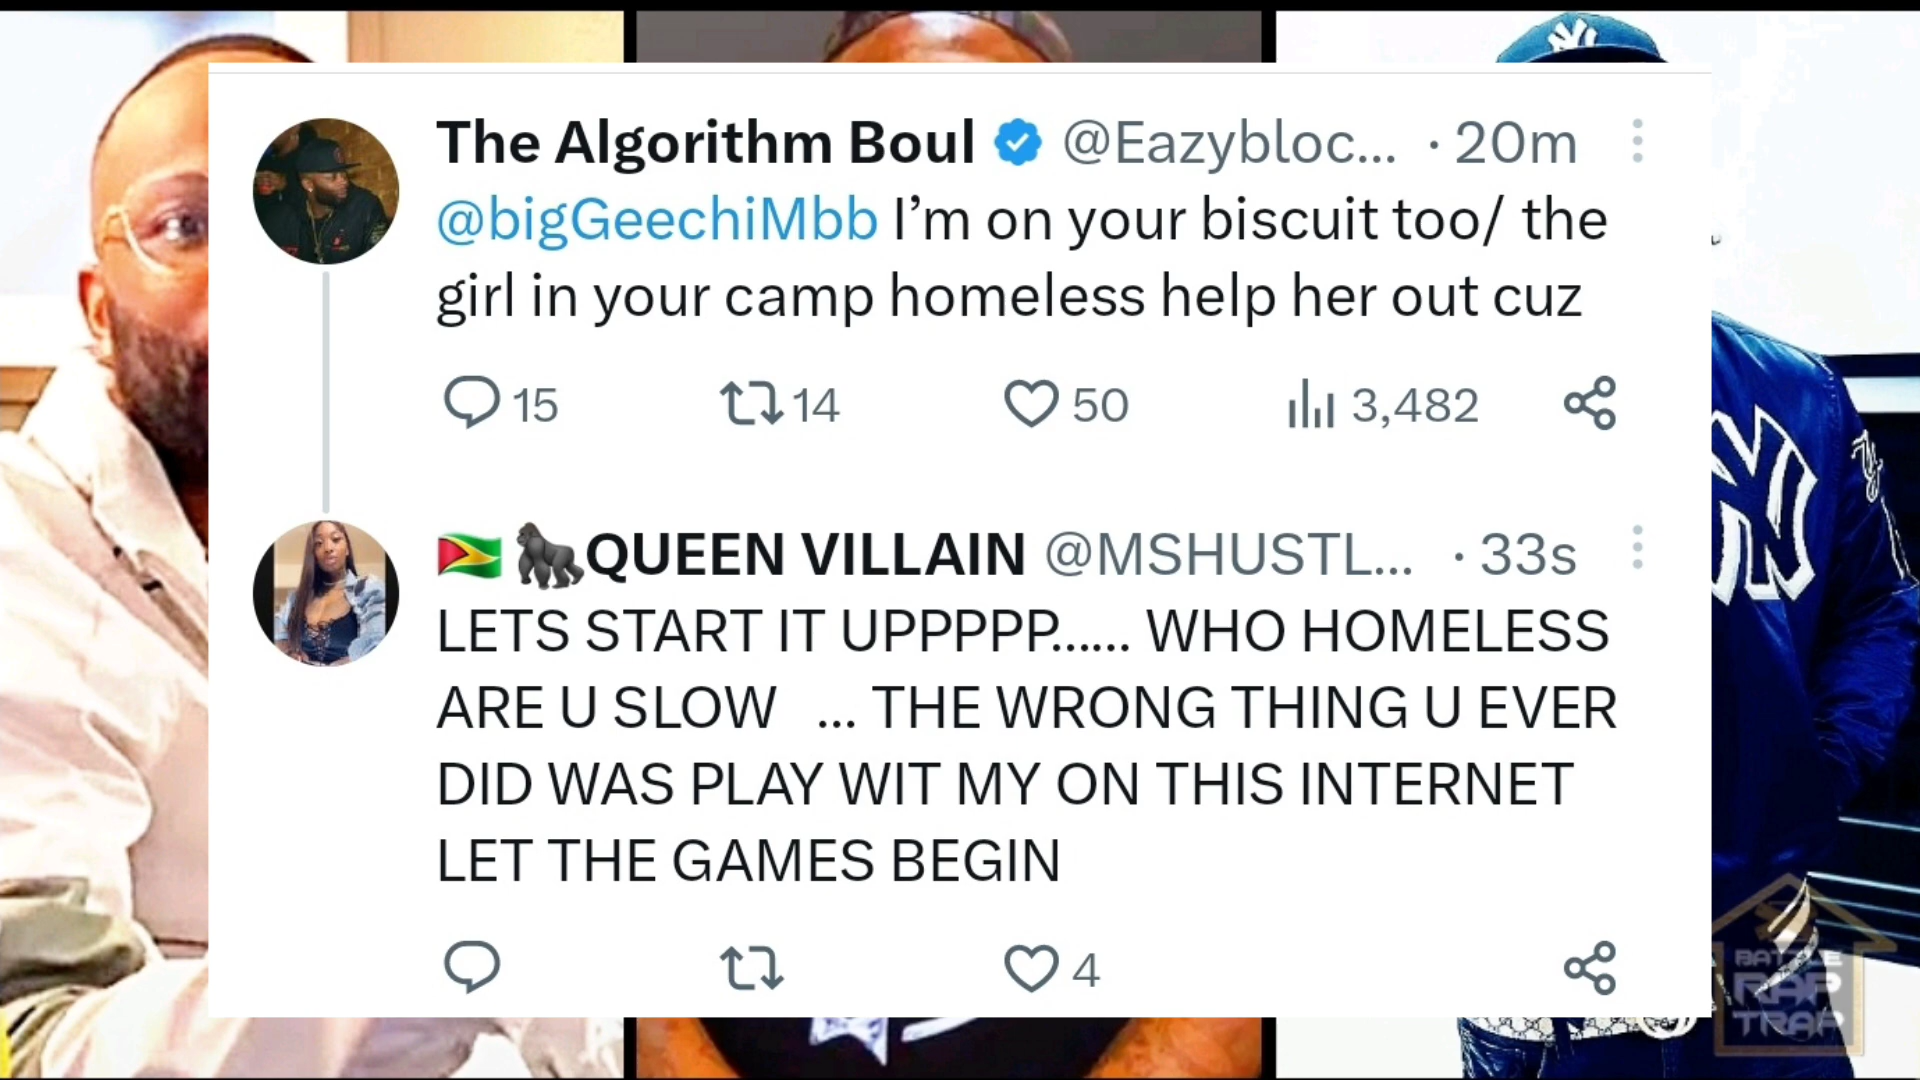 The Algorithm Boul @Eazybloc... · 20m
@bigGeechiMbb I’m on your biscuit too/ the
girl in your camp homeless help her out cuz
15 14 50 3,482
🇬🇾 🦍QUEEN VILLAIN @MSHUSTL... · 33s
LETS START IT UPPPPP...... WHO HOMELESS
ARE U SLOW ... THE WRONG THING U EVER
DID WAS PLAY WIT MY ON THIS INTERNET
LET THE GAMES BEGIN
4
NY
NY
BATTLE
RAP
TRAP